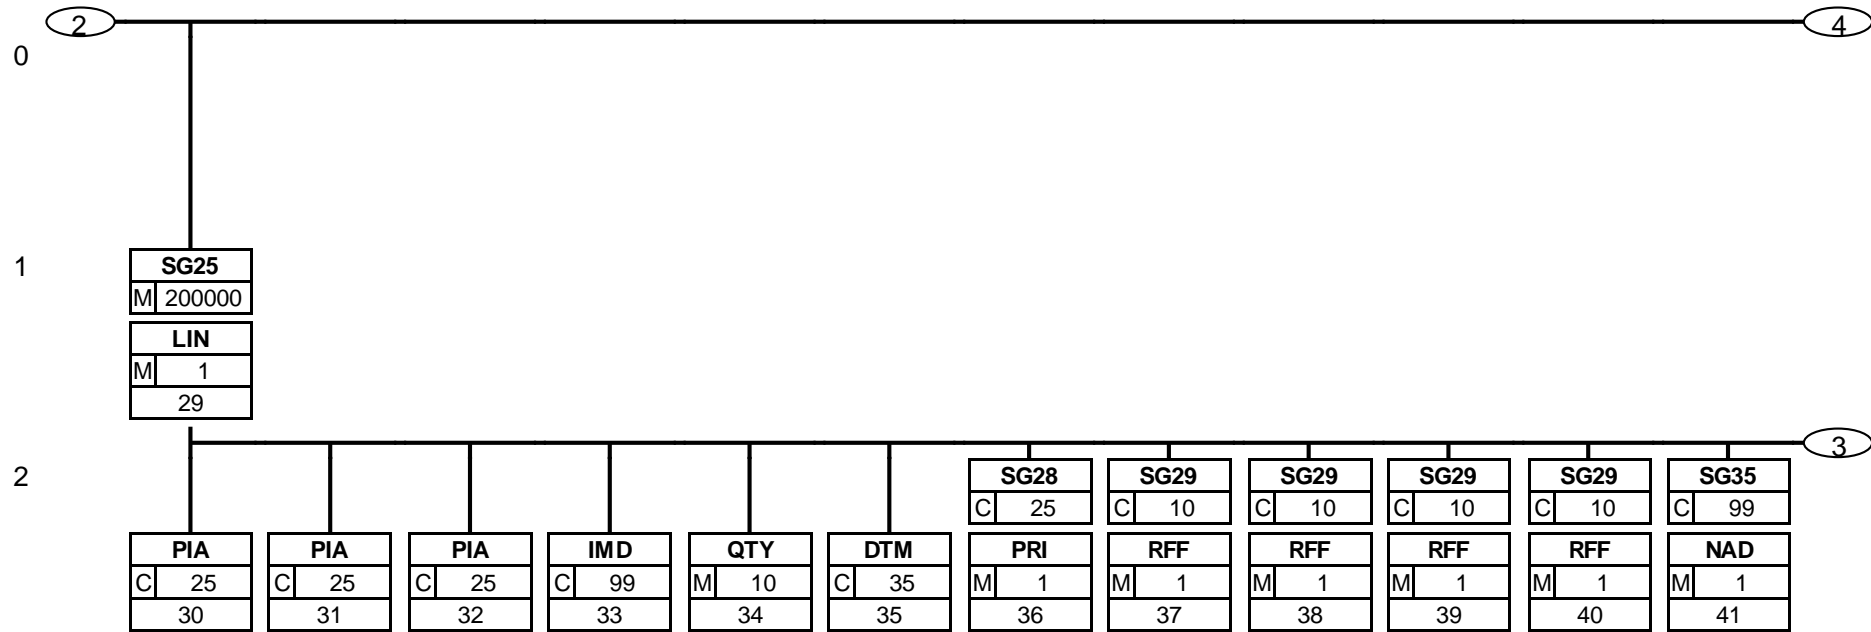 2 4
0
1
SG25
M 200000
LIN
M 1
29
3
2
SG28 SG29 SG29 SG29 SG29 SG35
C 25 C 10 C 10 C 10 C 10 C 99
PIA PIA PIA IMD QTY DTM PRI RFF RFF RFF RFF NAD
C 25 C 25 C 25 C 99 M 10 C 35 M 1 M 1 M 1 M 1 M 1 M 1
30 31 32 33 34 35 36 37 38 39 40 41